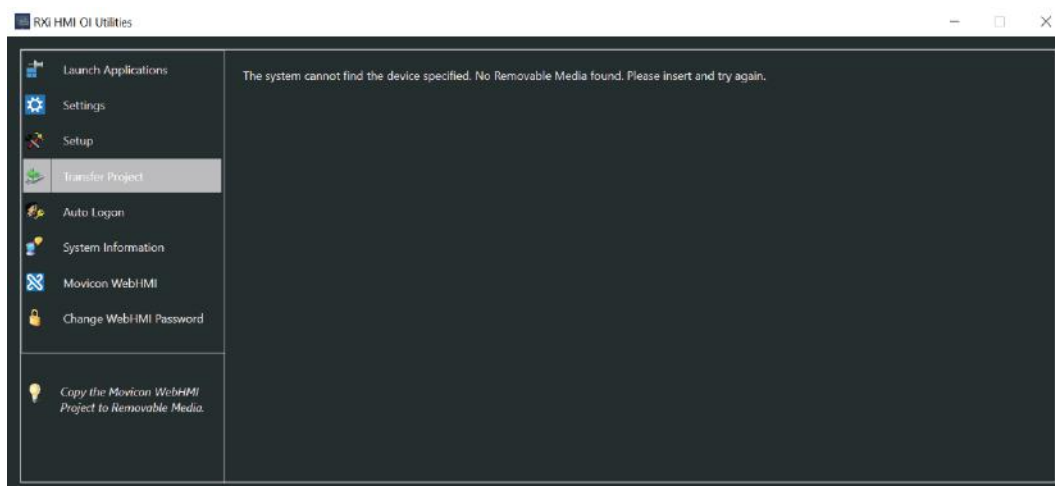 RXi HMI OI Utilities
Launch Applications
The system cannot find the device specified. No Removable Media found. Please insert and try again.
Settings
Setup
Transfer Project
Auto Logon
System Information
Movicon WebHMI
Change WebHMI Password
Copy the Movicon WebHMI
Project to Removable Media.